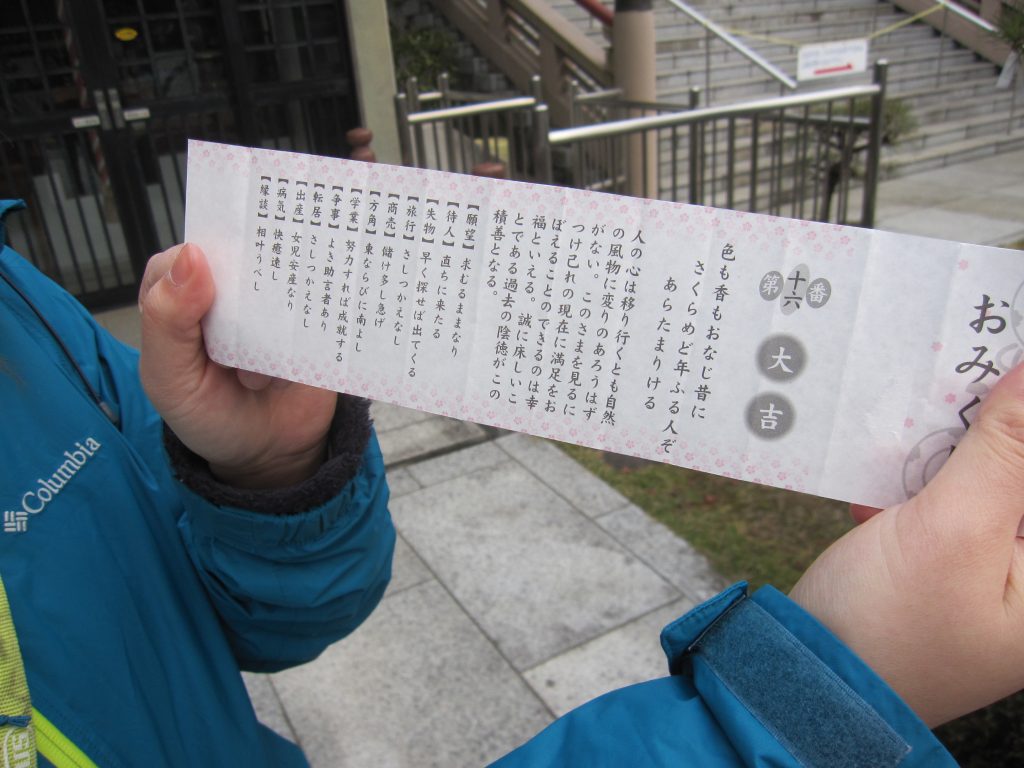 おみく
第十六番
大吉
色も香もおなじ昔に
さくらめど年ふる人ぞ
あらたまりける
人の心は移り行くとも自然
の風物に変りのあろうはず
がない。このさまを見るに
つけ己れの現在に満足をお
ぼえることのできるのは幸
福といえる。誠に床しいこ
とである過去の陰徳がこの
積善となる。
【願望】求むるままなり
【待人】直ちに来たる
【失物】早く探せば出てくる
【旅行】さしつかえなし
【商売】儲け多し急げ
【方角】東ならびに南よし
【学業】努力すれば成就する
【争事】よき助言者あり
【転居】さしつかえなし
【出産】女児安産なり
【病気】快癒速し
【縁談】相叶うべし
Columbia